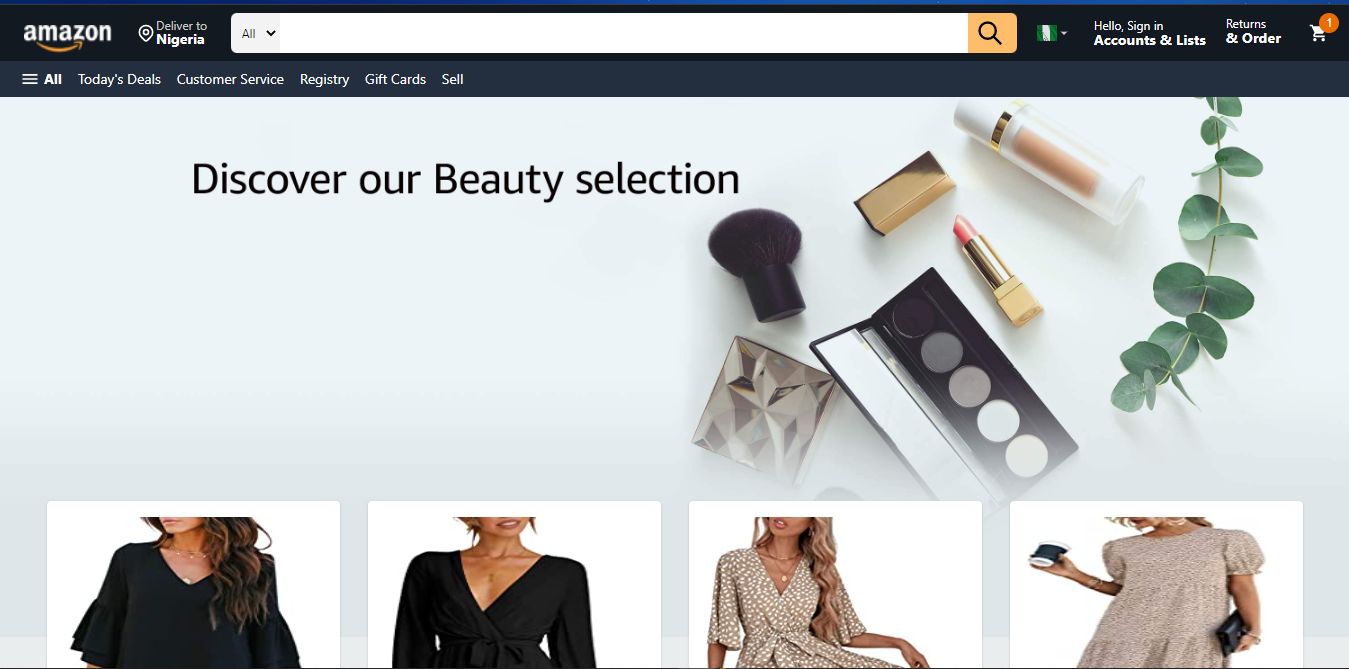 amazon
Deliver to
Nigeria
All
Hello, Sign in
Accounts & Lists
Returns
& Order
1
All
Today's Deals
Customer Service
Registry
Gift Cards
Sell
Discover our Beauty selection